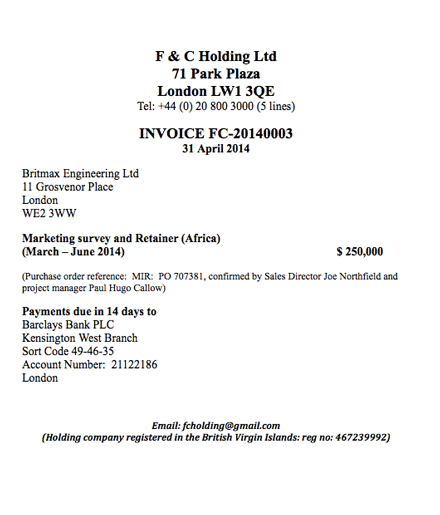 F & C Holding Ltd
71 Park Plaza
London LW1 3QE
Tel: +44 (0) 20 800 3000 (5 lines)
INVOICE FC-20140003
31 April 2014
Britmax Engineering Ltd
11 Grosvenor Place
London
WE2 3WW
Marketing survey and Retainer (Africa)
(March – June 2014) $ 250,000
(Purchase order reference: MIR: PO 707381, confirmed by Sales Director Joe Northfield and
project manager Paul Hugo Callow)
Payments due in 14 days to
Barclays Bank PLC
Kensington West Branch
Sort Code 49-46-35
Account Number: 21122186
London
Email: fcholding@gmail.com
(Holding company registered in the British Virgin Islands: reg no: 467239992)